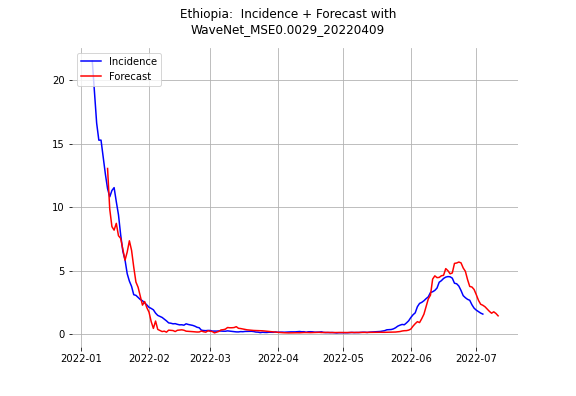 Ethiopia:  Incidence + Forecast with
WaveNet_MSE0.0029_20220409
Incidence
Forecast
20
15
10
5
0
2022-01 2022-02 2022-03 2022-04 2022-05 2022-06 2022-07